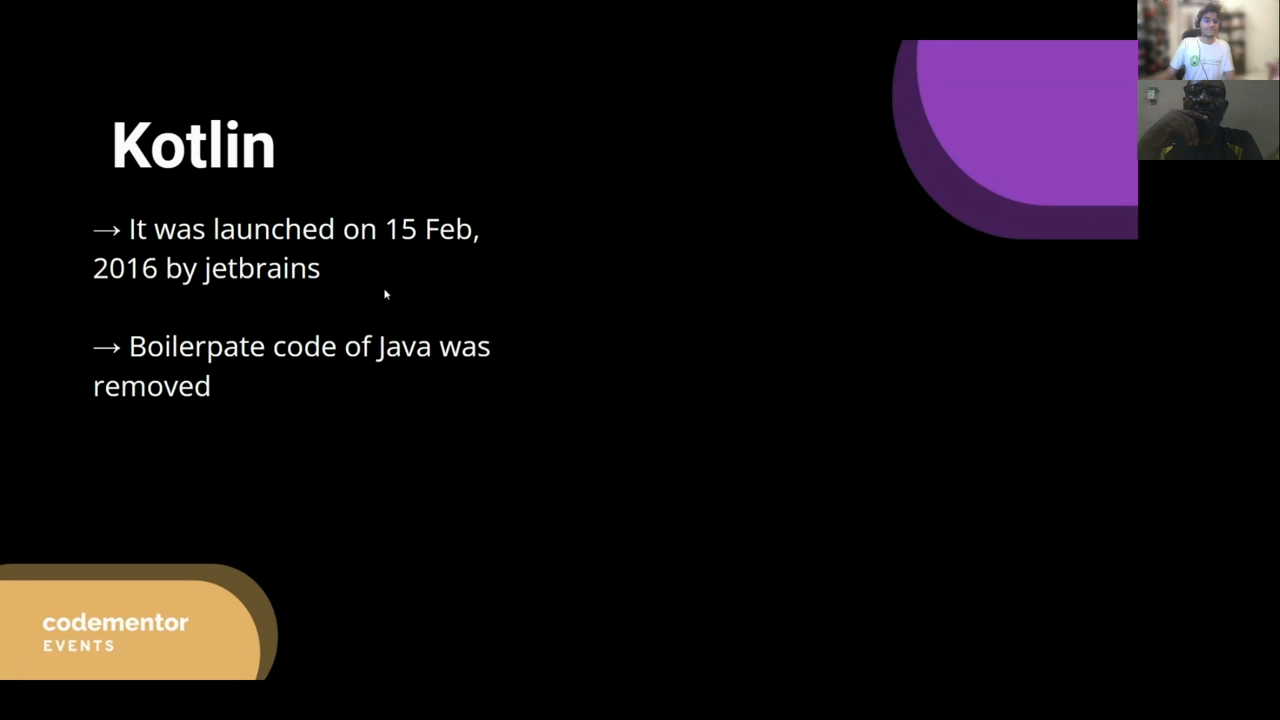 Kotlin
→ It was launched on 15 Feb,
2016 by jetbrains
→ Boilerpate code of Java was
removed
codementor
EVENTS